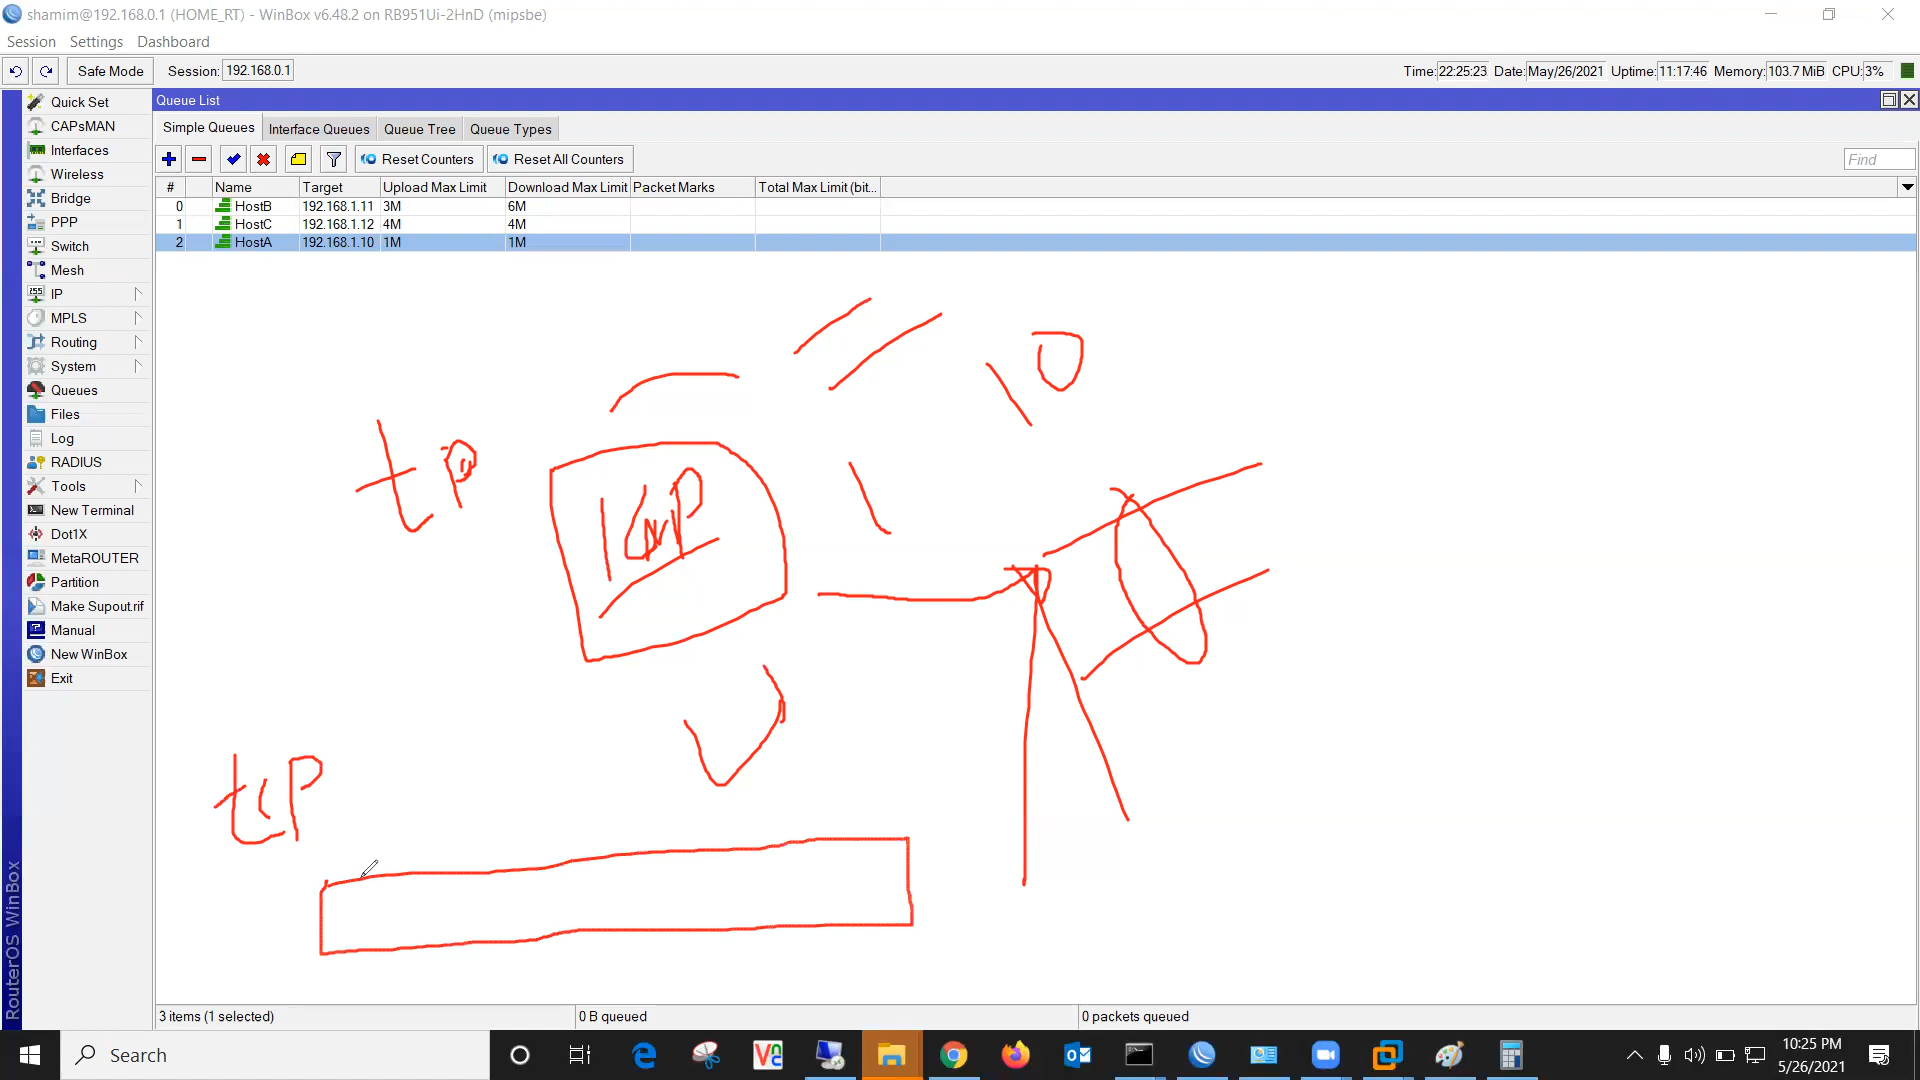 shamim@192.168.0.1 (HOME_RT) - WinBox v6.48.2 on RB951Ui-2HnD (mipsbe)
Session Settings Dashboard
Safe Mode Session: 192.168.0.1 Time: 22:25:23 Date: May/26/2021 Uptime: 11:17:46 Memory: 103.7 MiB CPU: 3%
Quick Set
CAPsMAN
Interfaces
Wireless
Bridge
PPP
Switch
Mesh
IP
MPLS
Routing
System
Queues
Files
Log
RADIUS
Tools
New Terminal
Dot1X
MetaROUTER
Partition
Make Supout.rif
Manual
New WinBox
Exit
RouterOS WinBox
Queue List
Simple Queues Interface Queues Queue Tree Queue Types
Reset Counters Reset All Counters Find
# Name Target Upload Max Limit Download Max Limit Packet Marks Total Max Limit (bit...
0 HostB 192.168.1.11 3M 6M
1 HostC 192.168.1.12 4M 4M
2 HostA 192.168.1.10 1M 1M
10
tcP
3 items (1 selected) 0 B queued 0 packets queued
Search
10:25 PM
5/26/2021